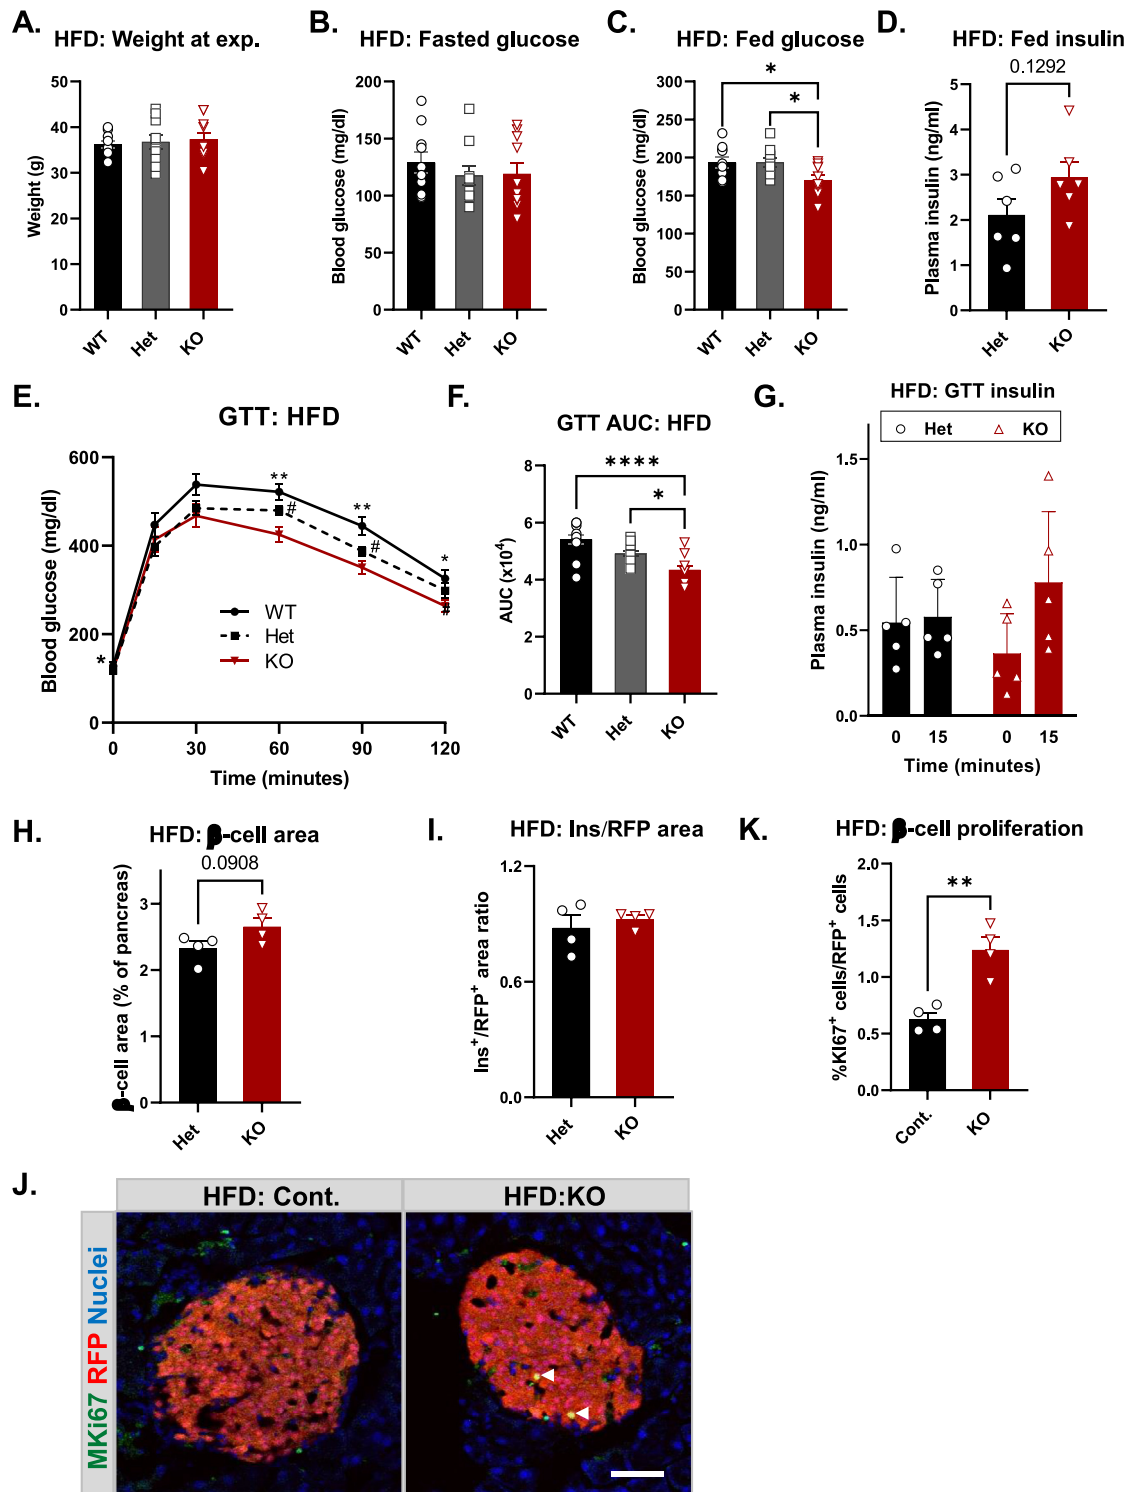 A.
HFD: Weight at exp.
Weight (g)
50
40
30
20
10
0
WT
Het
KO
B.
HFD: Fasted glucose
Blood glucose (mg/dl)
200
150
100
50
0
WT
Het
KO
C.
HFD: Fed glucose
*
*
Blood glucose (mg/dl)
300
250
200
150
100
50
0
WT
Het
KO
D.
HFD: Fed insulin
0.1292
Plasma insulin (ng/ml)
5
4
3
2
1
0
Het
KO
E.
GTT: HFD
Blood glucose (mg/dl)
600
400
200
0
*
**
#
**
#
*
#
WT
Het
KO
0
30
60
90
120
Time (minutes)
F.
GTT AUC: HFD
****
*
AUC (x10⁴)
8
6
4
2
0
WT
Het
KO
G.
HFD: GTT insulin
Het
KO
Plasma insulin (ng/ml)
1.5
1.0
0.5
0.0
0
15
0
15
Time (minutes)
H.
HFD: β-cell area
0.0908
β-cell area (% of pancreas)
3
2
1
0
Het
KO
I.
HFD: Ins/RFP area
Ins⁺/RFP⁺ area ratio
1.2
0.6
0.0
Het
KO
K.
HFD: β-cell proliferation
**
%KI67⁺ cells/RFP⁺ cells
2.0
1.5
1.0
0.5
0.0
Cont.
KO
J.
HFD: Cont.
HFD:KO
MKi67 RFP Nuclei